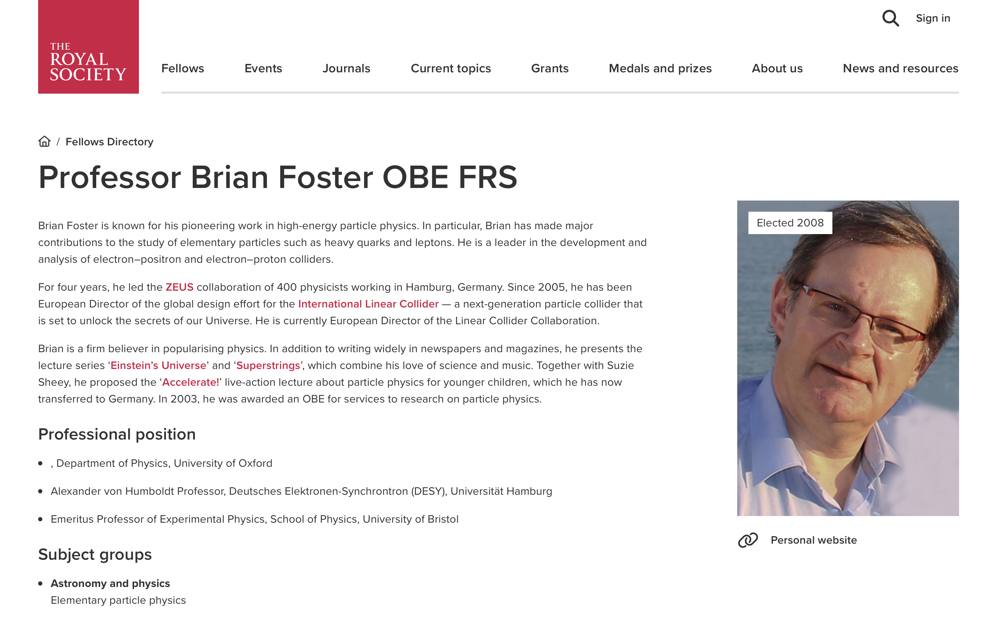 Sign in
THE
ROYAL
SOCIETY
Fellows Events Journals Current topics Grants Medals and prizes About us News and resources
/ Fellows Directory
Professor Brian Foster OBE FRS
Brian Foster is known for his pioneering work in high-energy particle physics. In particular, Brian has made major
contributions to the study of elementary particles such as heavy quarks and leptons. He is a leader in the development and
analysis of electron–positron and electron–proton colliders.
For four years, he led the ZEUS collaboration of 400 physicists working in Hamburg, Germany. Since 2005, he has been
European Director of the global design effort for the International Linear Collider — a next-generation particle collider that
is set to unlock the secrets of our Universe. He is currently European Director of the Linear Collider Collaboration.
Brian is a firm believer in popularising physics. In addition to writing widely in newspapers and magazines, he presents the
lecture series ‘Einstein’s Universe’ and ‘Superstrings’, which combine his love of science and music. Together with Suzie
Sheey, he proposed the ‘Accelerate!’ live-action lecture about particle physics for younger children, which he has now
transferred to Germany. In 2003, he was awarded an OBE for services to research on particle physics.
Professional position
, Department of Physics, University of Oxford
Alexander von Humboldt Professor, Deutsches Elektronen-Synchrontron (DESY), Universität Hamburg
Emeritus Professor of Experimental Physics, School of Physics, University of Bristol
Subject groups
Astronomy and physics
Elementary particle physics
Elected 2008
Personal website